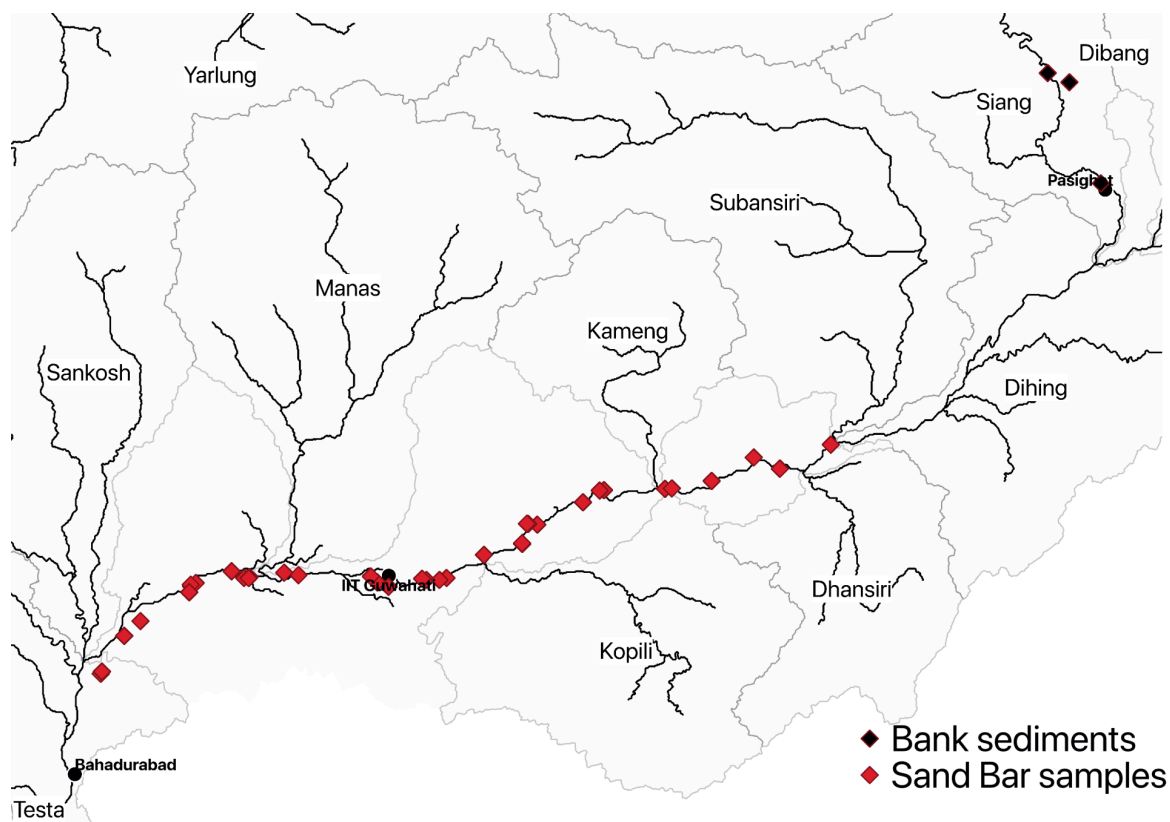 Dibang
Yarlung
Siang
Pasighat
Subansiri
Manas
Kameng
Sankosh
Dihing
IIT Guwahati
Dhansiri
Kopili
Bank sediments
Bahadurabad
Sand Bar samples
Testa